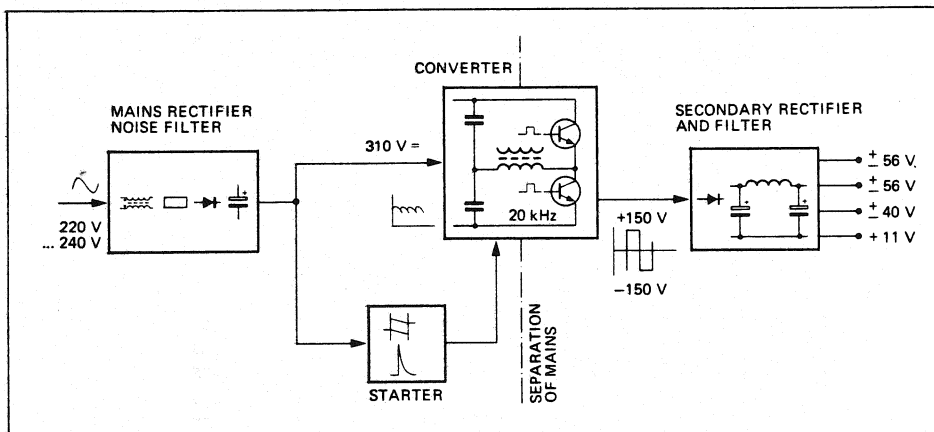 CONVERTER
MAINS RECTIFIER
NOISE FILTER
SECONDARY RECTIFIER
AND FILTER
310 V =
220 V
... 240 V
20 kHz
+150 V
−150 V
± 56 V
± 56 V
± 40 V
+ 11 V
STARTER
SEPARATION
OF MAINS